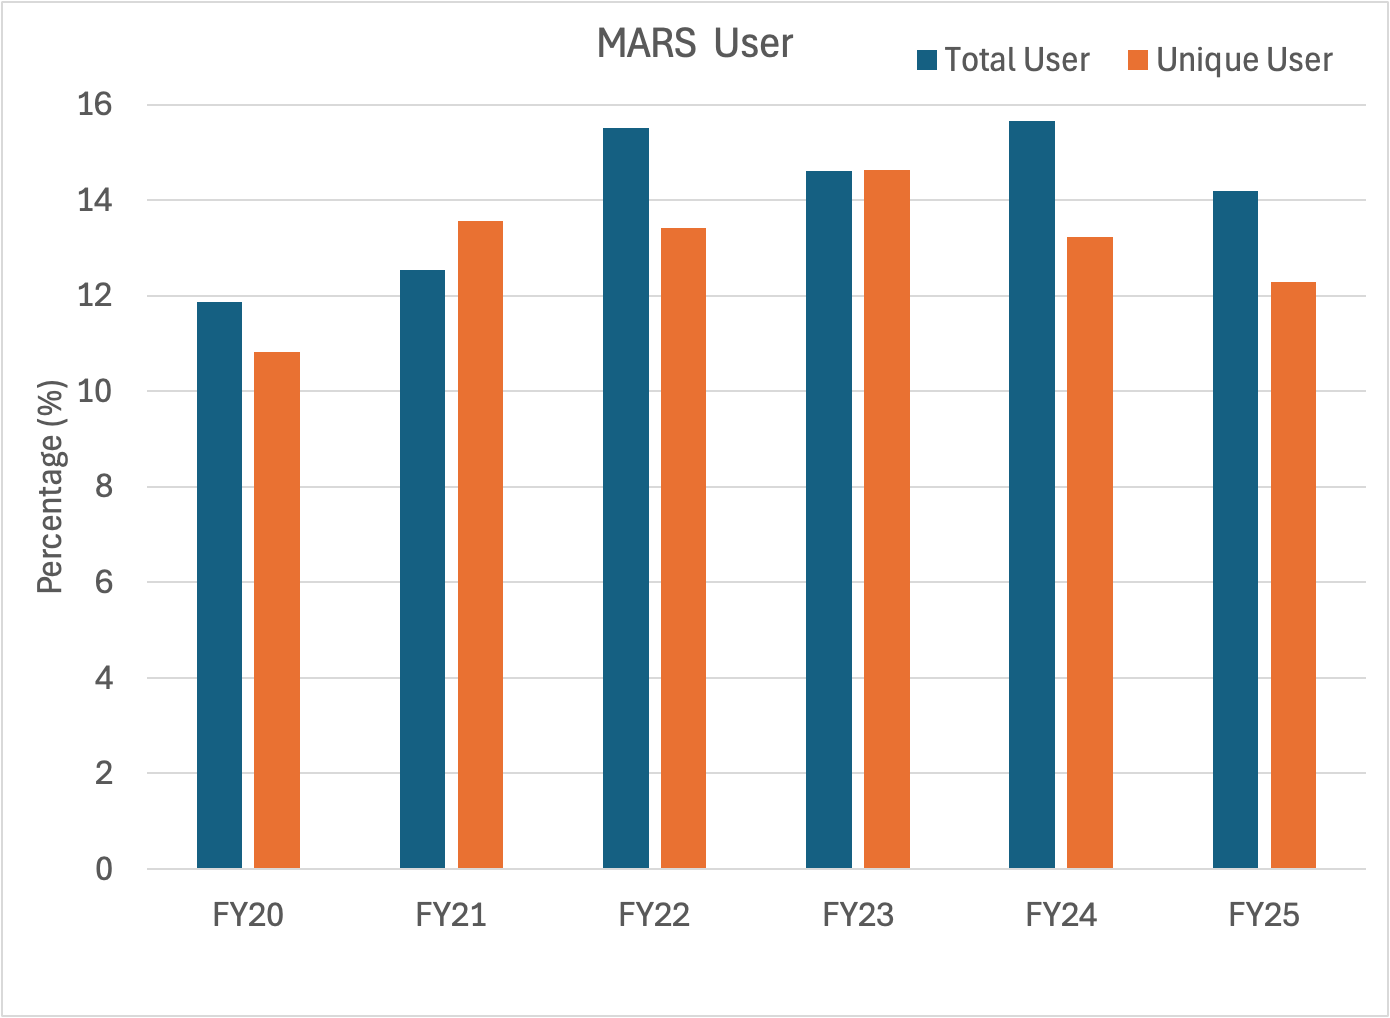 MARS  User
Total User
Unique User
Percentage (%)
16
14
12
10
8
6
4
2
0
FY20
FY21
FY22
FY23
FY24
FY25